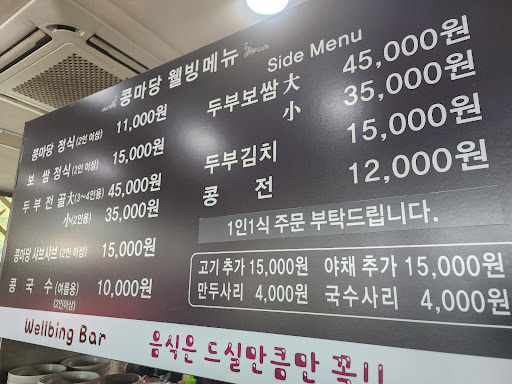 콩마당 웰빙메뉴
콩마당 정식(2인 이상) 11,000원
보 쌈 정식(2인 이상) 15,000원
두 부 전 골 大(3~4인용) 45,000원
小(2인용) 35,000원
콩마당 샤브샤브(2인 이상) 15,000원
콩 국 수(여름용) 10,000원
(2인이상)
Side Menu
두부보쌈 大 45,000원
小 35,000원
두부김치 15,000원
콩 전 12,000원
1인1식 주문 부탁드립니다.
고기 추가 15,000원 야채 추가 15,000원
만두사리 4,000원 국수사리 4,000원
Wellbing Bar 음식은 드실만큼만